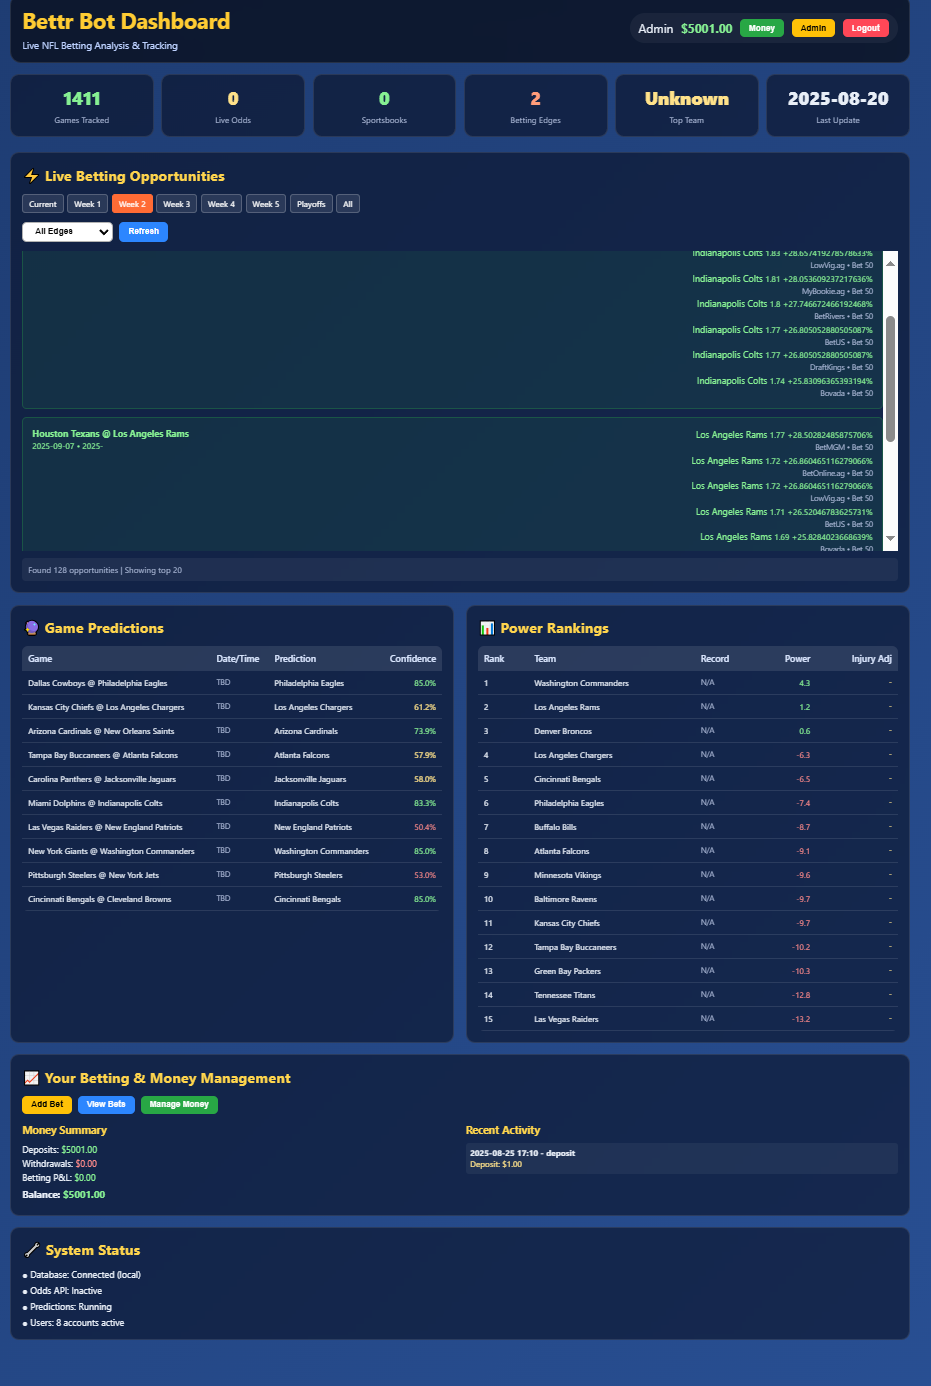 Bettr Bot Dashboard
Live NFL Betting Analysis & Tracking
Admin $5001.00 Money Admin Logout
1411
Games Tracked
0
Live Odds
0
Sportsbooks
2
Betting Edges
Unknown
Top Team
2025-08-20
Last Update
Live Betting Opportunities
Current Week 1 Week 2 Week 3 Week 4 Week 5 Playoffs All
All Edges Refresh
Indianapolis Colts 1.83 +28.657419278578633%
LowVig.ag • Bet $0
Indianapolis Colts 1.81 +28.053609237217636%
MyBookie.ag • Bet $0
Indianapolis Colts 1.8 +27.746672466192468%
BetRivers • Bet $0
Indianapolis Colts 1.77 +26.805052880505087%
BetUS • Bet $0
Indianapolis Colts 1.77 +26.805052880505087%
DraftKings • Bet $0
Indianapolis Colts 1.74 +25.83096365393194%
Bovada • Bet $0
Houston Texans @ Los Angeles Rams
2025-09-07 • 2025-
Los Angeles Rams 1.77 +28.50282485875706%
BetMGM • Bet $0
Los Angeles Rams 1.72 +26.860465116279066%
BetOnline.ag • Bet $0
Los Angeles Rams 1.72 +26.860465116279066%
LowVig.ag • Bet $0
Los Angeles Rams 1.71 +26.52046783625731%
BetUS • Bet $0
Los Angeles Rams 1.69 +25.8284023668639%
Bovada • Bet $0
Found 128 opportunities | Showing top 20
Game Predictions
Game Date/Time Prediction Confidence
Dallas Cowboys @ Philadelphia Eagles TBD Philadelphia Eagles 85.0%
Kansas City Chiefs @ Los Angeles Chargers TBD Los Angeles Chargers 61.2%
Arizona Cardinals @ New Orleans Saints TBD Arizona Cardinals 73.9%
Tampa Bay Buccaneers @ Atlanta Falcons TBD Atlanta Falcons 57.9%
Carolina Panthers @ Jacksonville Jaguars TBD Jacksonville Jaguars 58.0%
Miami Dolphins @ Indianapolis Colts TBD Indianapolis Colts 83.3%
Las Vegas Raiders @ New England Patriots TBD New England Patriots 50.4%
New York Giants @ Washington Commanders TBD Washington Commanders 85.0%
Pittsburgh Steelers @ New York Jets TBD Pittsburgh Steelers 53.0%
Cincinnati Bengals @ Cleveland Browns TBD Cincinnati Bengals 85.0%
Power Rankings
Rank Team Record Power Injury Adj
1 Washington Commanders N/A 4.3 -
2 Los Angeles Rams N/A 1.2 -
3 Denver Broncos N/A 0.6 -
4 Los Angeles Chargers N/A -6.3 -
5 Cincinnati Bengals N/A -6.5 -
6 Philadelphia Eagles N/A -7.4 -
7 Buffalo Bills N/A -8.7 -
8 Atlanta Falcons N/A -9.1 -
9 Minnesota Vikings N/A -9.6 -
10 Baltimore Ravens N/A -9.7 -
11 Kansas City Chiefs N/A -9.7 -
12 Tampa Bay Buccaneers N/A -10.2 -
13 Green Bay Packers N/A -10.3 -
14 Tennessee Titans N/A -12.8 -
15 Las Vegas Raiders N/A -13.2 -
Your Betting & Money Management
Add Bet View Bets Manage Money
Money Summary
Deposits: $5001.00
Withdrawals: $0.00
Betting P&L: $0.00
Balance: $5001.00
Recent Activity
2025-08-25 17:10 - deposit
Deposit: $1.00
System Status
● Database: Connected (local)
● Odds API: Inactive
● Predictions: Running
● Users: 8 accounts active